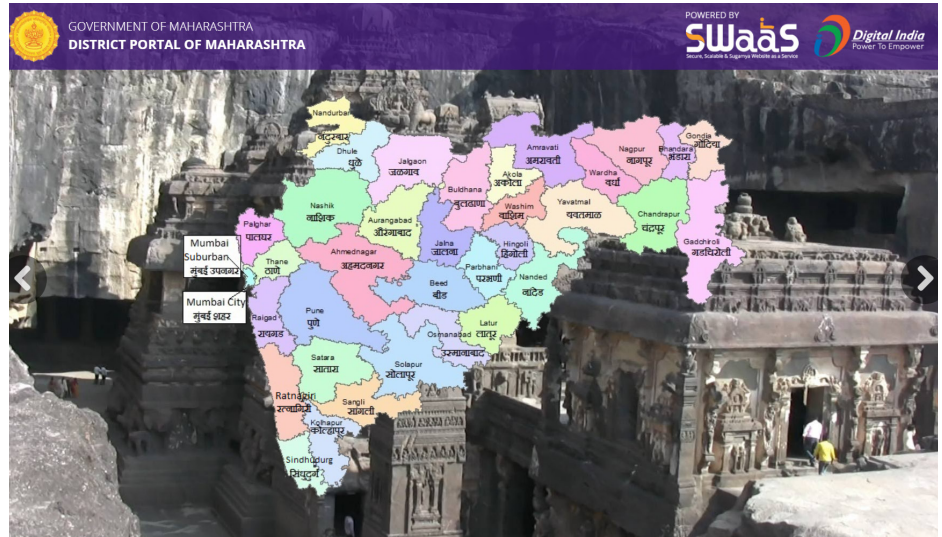 GOVERNMENT OF MAHARASHTRA
DISTRICT PORTAL OF MAHARASHTRA
POWERED BY
SWaaS
Secure, Scalable & Sugamya Website as a Service
Digital India
Power To Empower
Nandurbar
नंदुरबार
Dhule
धुळे
Jalgaon
जळगाव
Buldhana
बुलढाणा
Akola
अकोला
Amravati
अमरावती
Wardha
वर्धा
Nagpur
नागपूर
Bhandara
भंडारा
Gondia
गोंदिया
Nashik
नाशिक
Aurangabad
औरंगाबाद
Jalna
जालना
Washim
वाशिम
Hingoli
हिंगोली
Yavatmal
यवतमाळ
Chandrapur
चंद्रपूर
Gadchiroli
गडचिरोली
Palghar
पालघर
Mumbai
Suburban
मुंबई उपनगर
Thane
ठाणे
Ahmednagar
अहमदनगर
Parbhani
परभणी
Nanded
नांदेड
Beed
बीड
Mumbai City
मुंबई शहर
Raigad
रायगड
Pune
पुणे
Osmanabad
उस्मानाबाद
Latur
लातूर
Satara
सातारा
Solapur
सोलापूर
Ratnagiri
रत्नागिरी
Sangli
सांगली
Kolhapur
कोल्हापूर
Sindhudurg
सिंधुदुर्ग